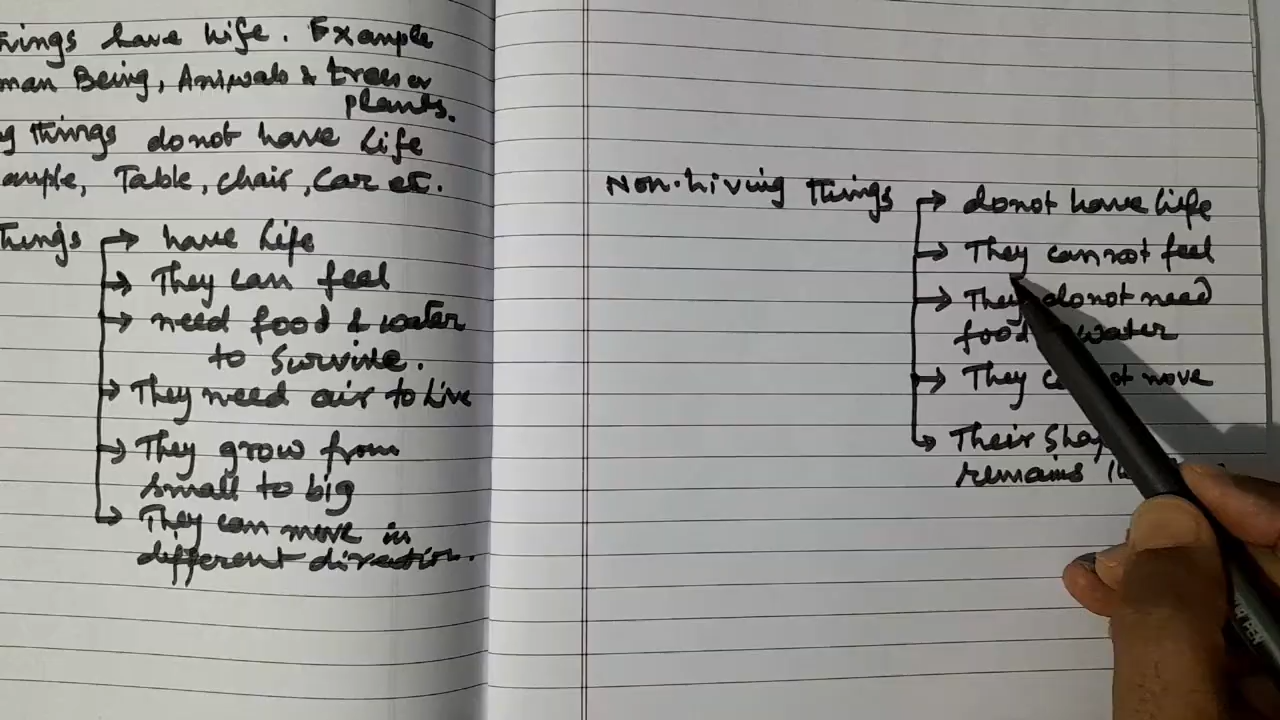 things have life. Example
man Being, Animals & trees or
plants.
g things donot have life
ample, Table, chair, Car etc.
Things → have life
→ They can feel
→ need food & water
to survive.
→ They need air to live
→ They grow from
small to big
→ They can move in
different direction.
Non-living things → donot have life
→ They cannot feel
→ They donot need
food water
→ They move
→ Their
remains